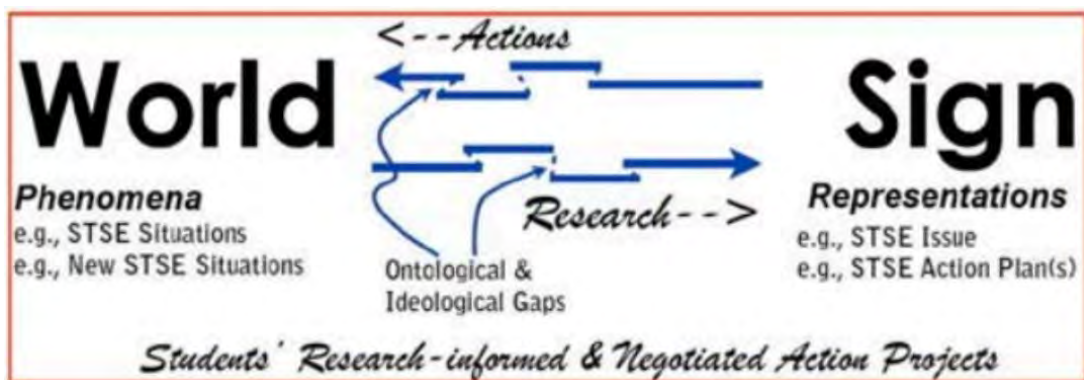 <--Actions
World
Sign
Phenomena
e.g., STSE Situations
e.g., New STSE Situations
Research-->
Representations
e.g., STSE Issue
e.g., STSE Action Plan(s)
Ontological &
Ideological Gaps
Students' Research-informed & Negotiated Action Projects